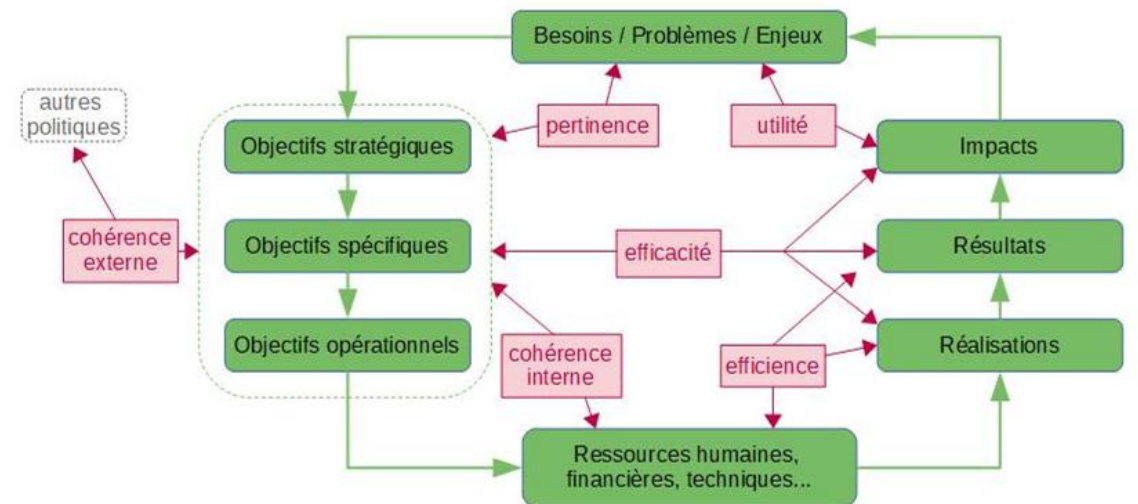 Besoins / Problèmes / Enjeux
autres
politiques
pertinence
utilité
Objectifs stratégiques
Impacts
cohérence
externe
Objectifs spécifiques
efficacité
Résultats
Objectifs opérationnels
cohérence
interne
efficience
Réalisations
Ressources humaines,
financières, techniques...